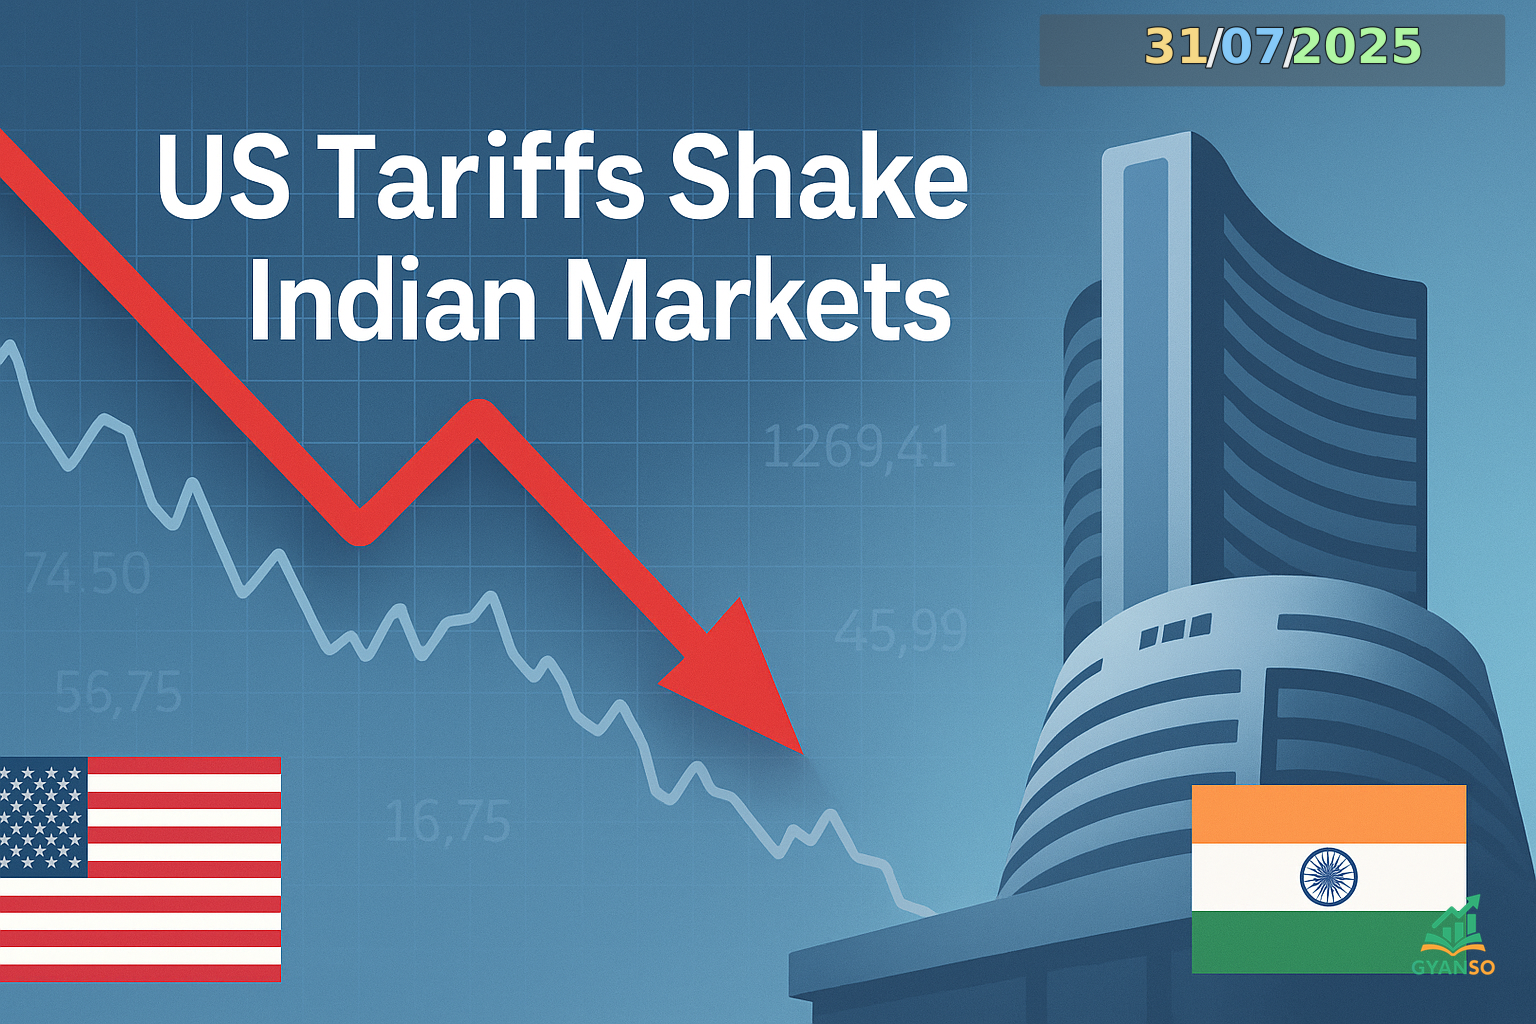 31/07/2025
US Tariffs Shake
Indian Markets
1269,41
74.50
45,99
56,75
16,75
GYANSO